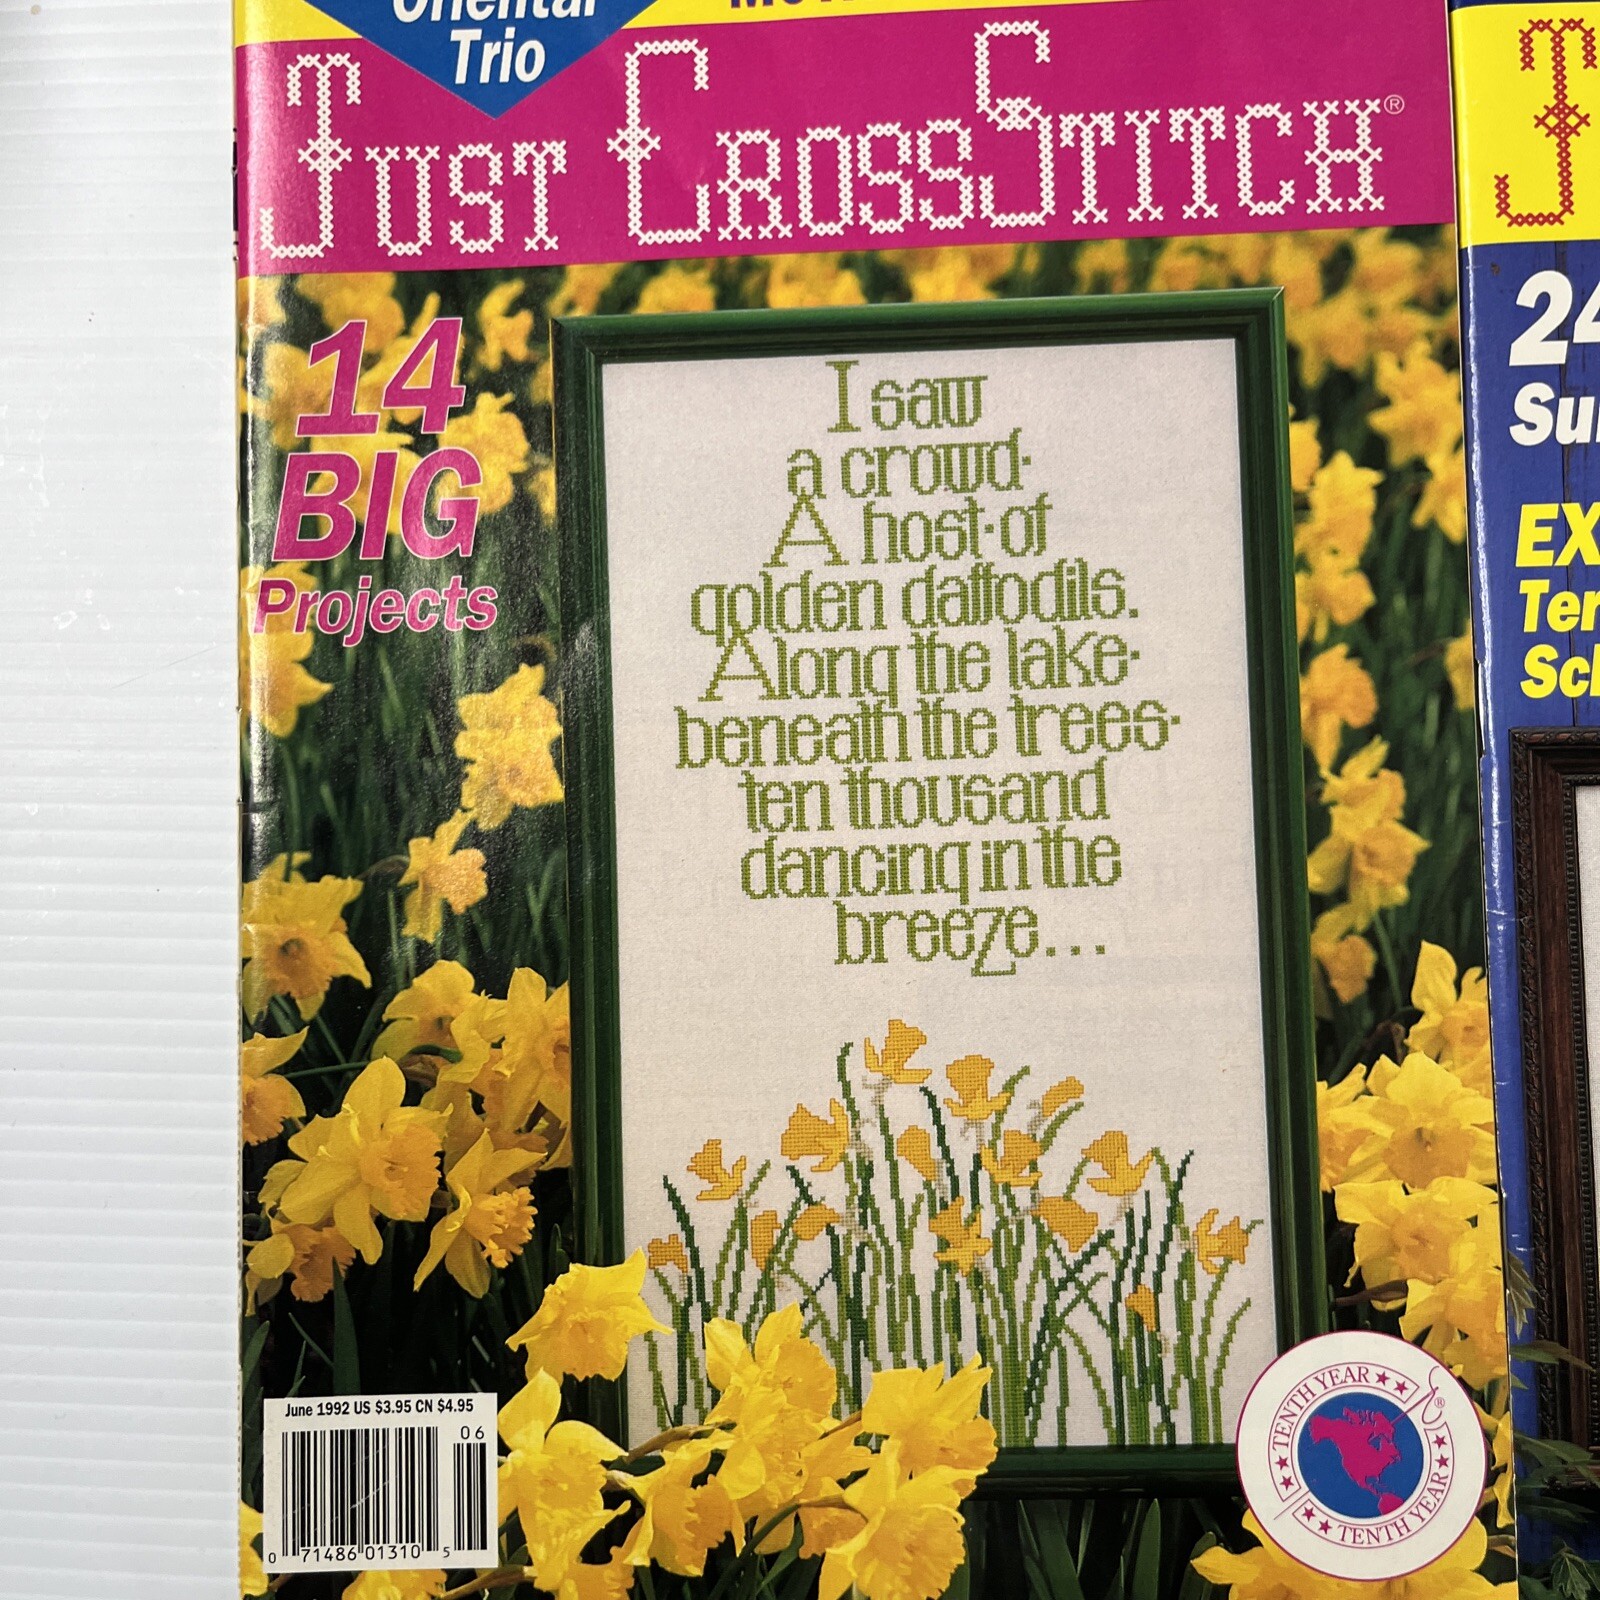 Oriental
Trio
JUST CROSSSTITCH®
14
BIG
Projects
I saw
a crowd·
A host·of
golden daffodils.
Along the lake·
beneath the trees·
ten thousand
dancing in the
breeze...
June 1992 US $3.95 CN $4.95
06
0 71486 01310 5
TENTH YEAR ★★
★★ TENTH YEAR ★★
®
J
24
EX